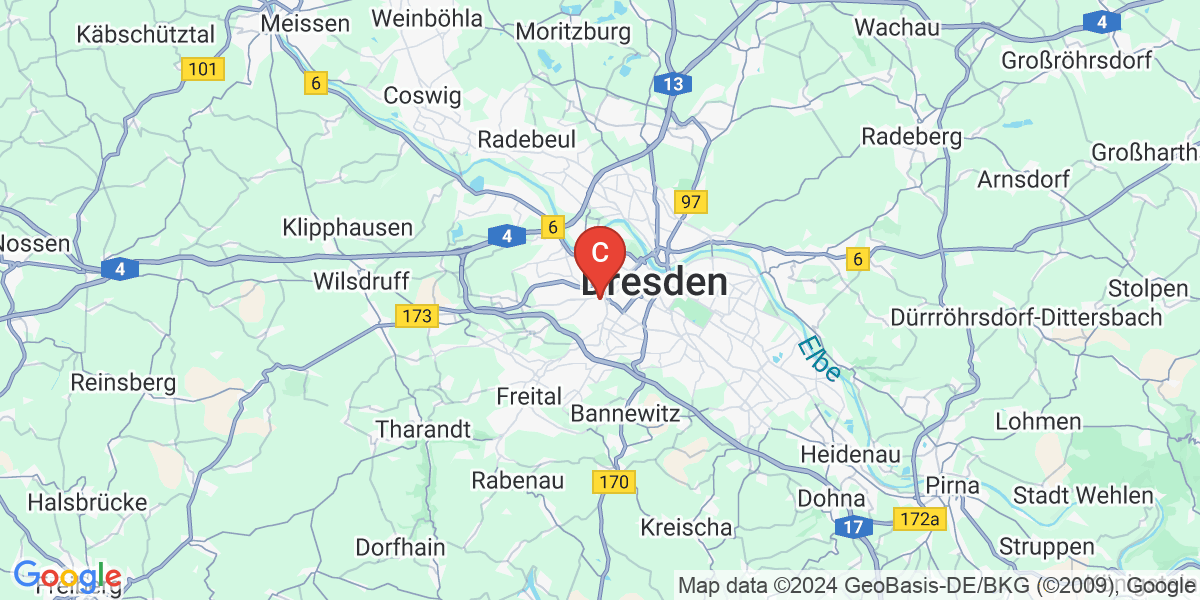 Meissen
Weinböhla
Moritzburg
Wachau
4
Käbschütztal
Großröhrsdorf
101
6
13
Coswig
Radebeul
Radeberg
Großhartha
Arnsdorf
97
Klipphausen
6
4
Nossen
C
6
4
Wilsdruff
Dresden
Stolpen
173
Dürrröhrsdorf-Dittersbach
Elbe
Reinsberg
Freital
Bannewitz
Lohmen
Tharandt
Heidenau
Rabenau
170
Pirna
Dohna
Stadt Wehlen
Halsbrücke
172a
Kreischa
17
Dorfhain
Struppen
Google
Freiberg
Map data ©2024 GeoBasis-DE/BKG (©2009), Google